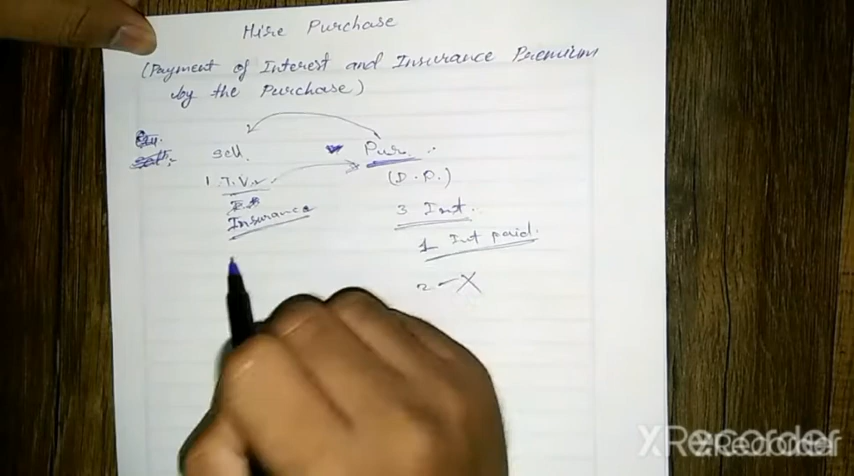 Hire Purchase
(Payment of Interest and Insurance Premium
by the Purchase)
Sell. Pur.
1. T.V. (D.P.)
Insurance 3 Int.
1 Int paid.
2 X
XRecorder
XRecorder